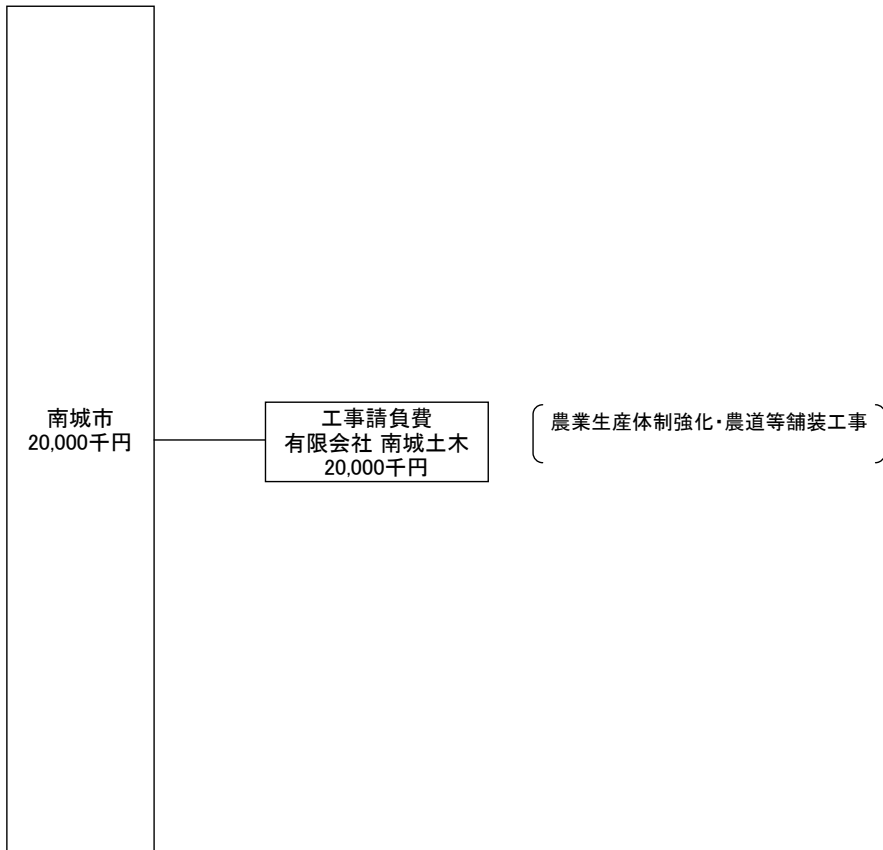 南城市
20,000千円
工事請負費
有限会社 南城土木
20,000千円
農業生産体制強化・農道等舗装工事